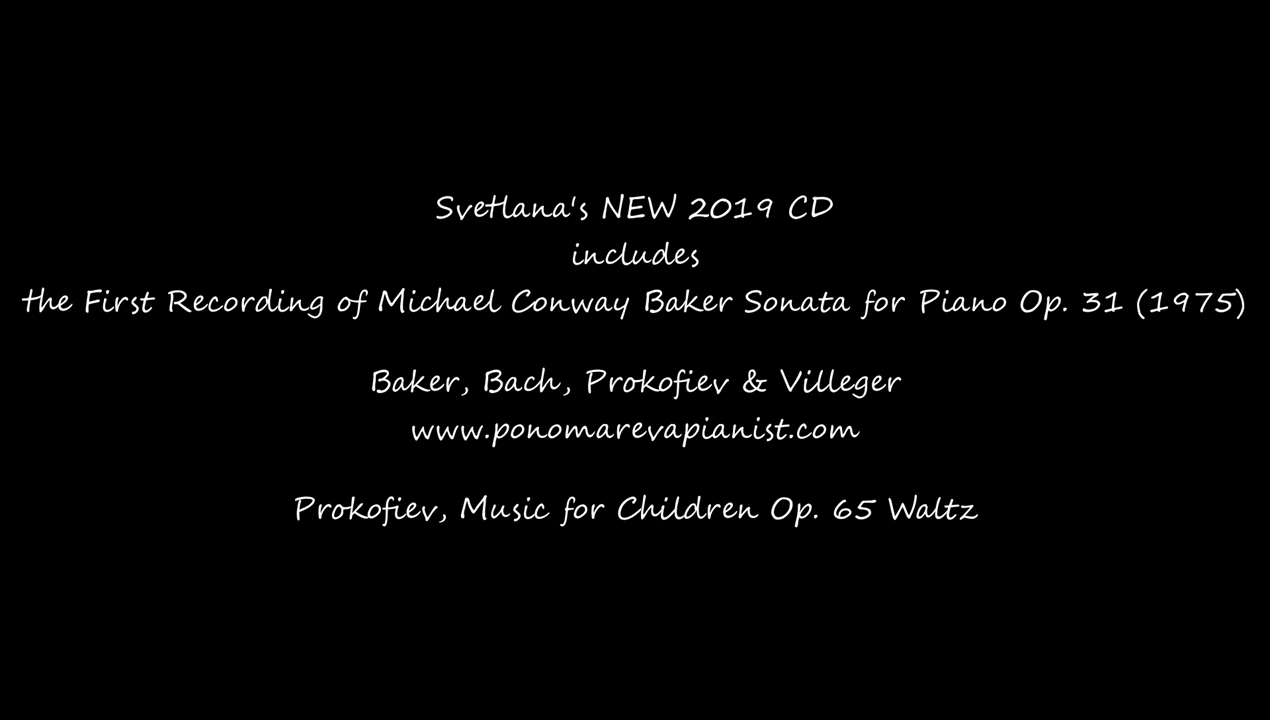 Svetlana's NEW 2019 CD
includes
the First Recording of Michael Conway Baker Sonata for Piano Op. 31 (1975)
Baker, Bach, Prokofiev & Villeger
www.ponomarevapianist.com
Prokofiev, Music for Children Op. 65 Waltz